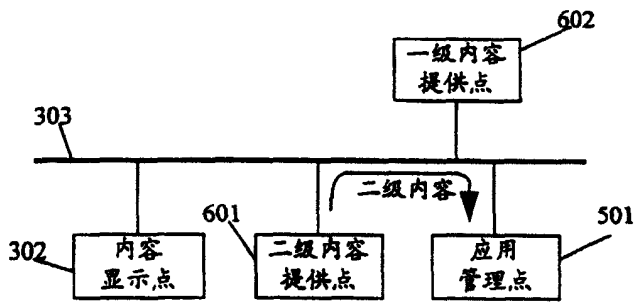 602
一级内容
提供点
303
二级内容
302
内容
显示点
601
二级内容
提供点
应用
管理点
501